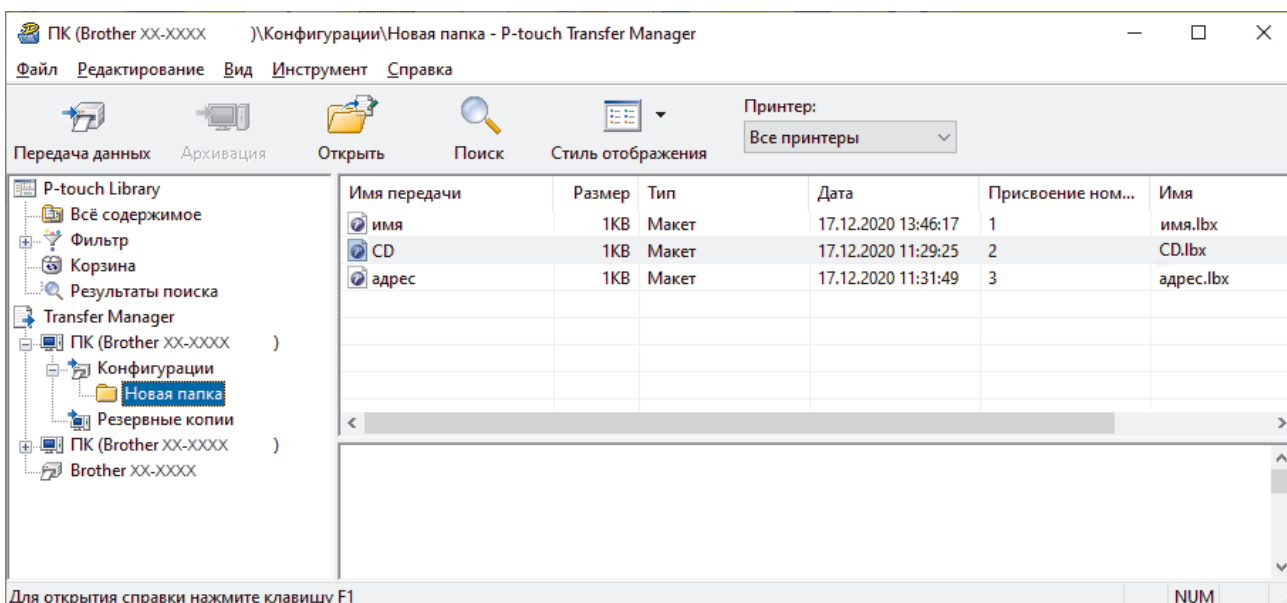 ПК (Brother XX-XXXX )\Конфигурации\Новая папка - P-touch Transfer Manager
Файл Редактирование Вид Инструмент Справка
Принтер:
Все принтеры
Передача данных Архивация Открыть Поиск Стиль отображения
P-touch Library
Всё содержимое
Фильтр
Корзина
Результаты поиска
Transfer Manager
ПК (Brother XX-XXXX )
Конфигурации
Новая папка
Резервные копии
ПК (Brother XX-XXXX )
Brother XX-XXXX
Имя передачи Размер Тип Дата Присвоение ном... Имя
имя 1KB Макет 17.12.2020 13:46:17 1 имя.lbx
CD 1KB Макет 17.12.2020 11:29:25 2 CD.lbx
адрес 1KB Макет 17.12.2020 11:31:49 3 адрес.lbx
Для открытия справки нажмите клавишу F1 NUM